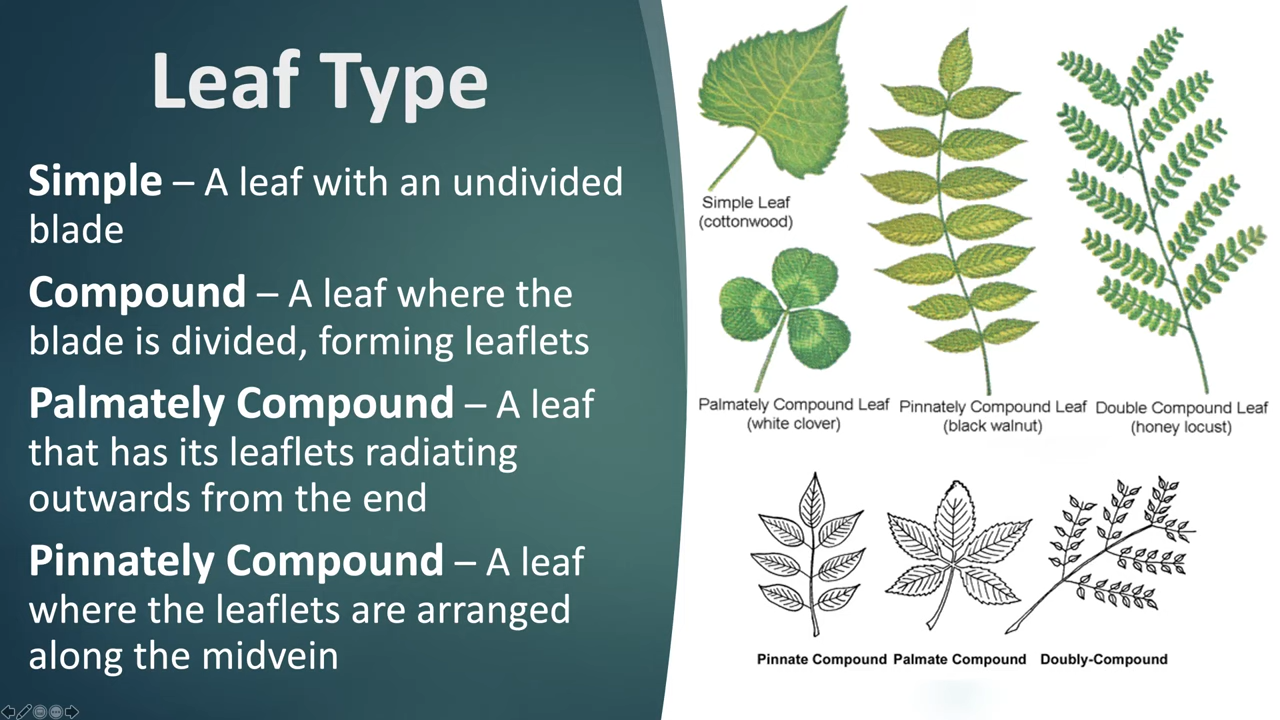 Leaf Type
Simple – A leaf with an undivided
blade
Compound – A leaf where the
blade is divided, forming leaflets
Palmately Compound – A leaf
that has its leaflets radiating
outwards from the end
Pinnately Compound – A leaf
where the leaflets are arranged
along the midvein
Simple Leaf
(cottonwood)
Palmately Compound Leaf
(white clover)
Pinnately Compound Leaf
(black walnut)
Double Compound Leaf
(honey locust)
Pinnate Compound
Palmate Compound
Doubly-Compound